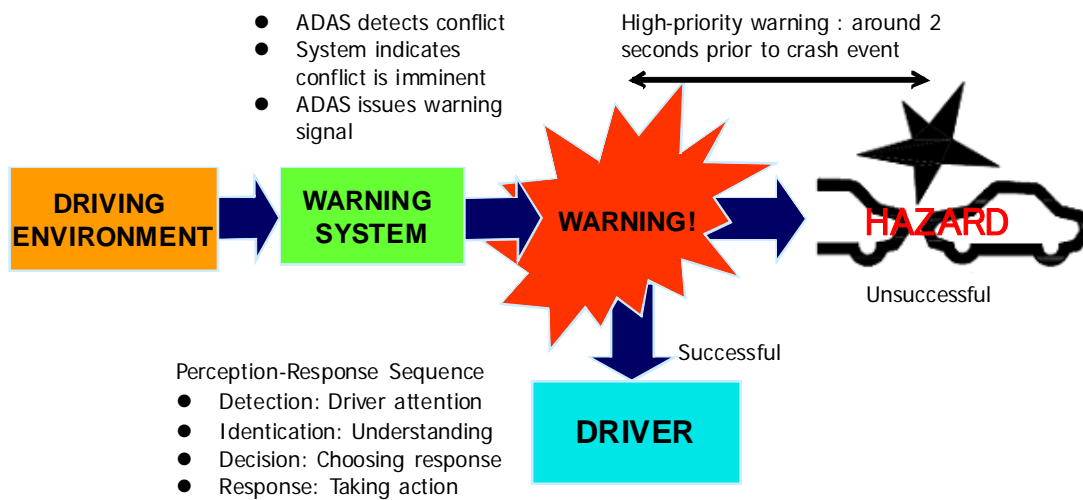 ● ADAS detects conflict
● System indicates
conflict is imminent
● ADAS issues warning
signal
High-priority warning : around 2
seconds prior to crash event
DRIVING
ENVIRONMENT
WARNING
SYSTEM
WARNING!
HAZARD
Unsuccessful
Successful
Perception-Response Sequence
● Detection: Driver attention
● Identication: Understanding
● Decision: Choosing response
● Response: Taking action
DRIVER